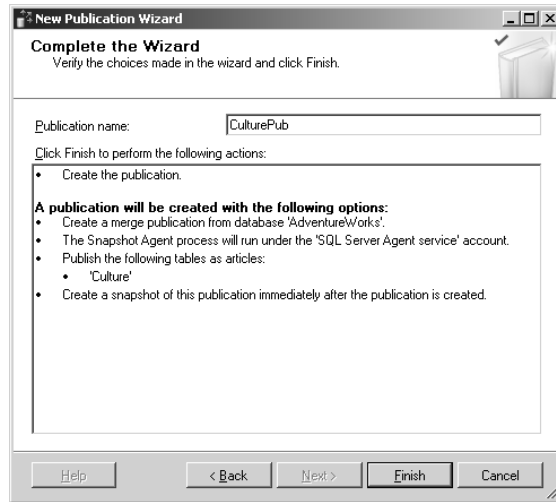 New Publication Wizard
Complete the Wizard
Verify the choices made in the wizard and click Finish.
Publication name: CulturePub
Click Finish to perform the following actions:
• Create the publication.
A publication will be created with the following options:
• Create a merge publication from database 'AdventureWorks'.
• The Snapshot Agent process will run under the 'SQL Server Agent service' account.
• Publish the following tables as articles:
• 'Culture'
• Create a snapshot of this publication immediately after the publication is created.
Help < Back Next > Finish Cancel